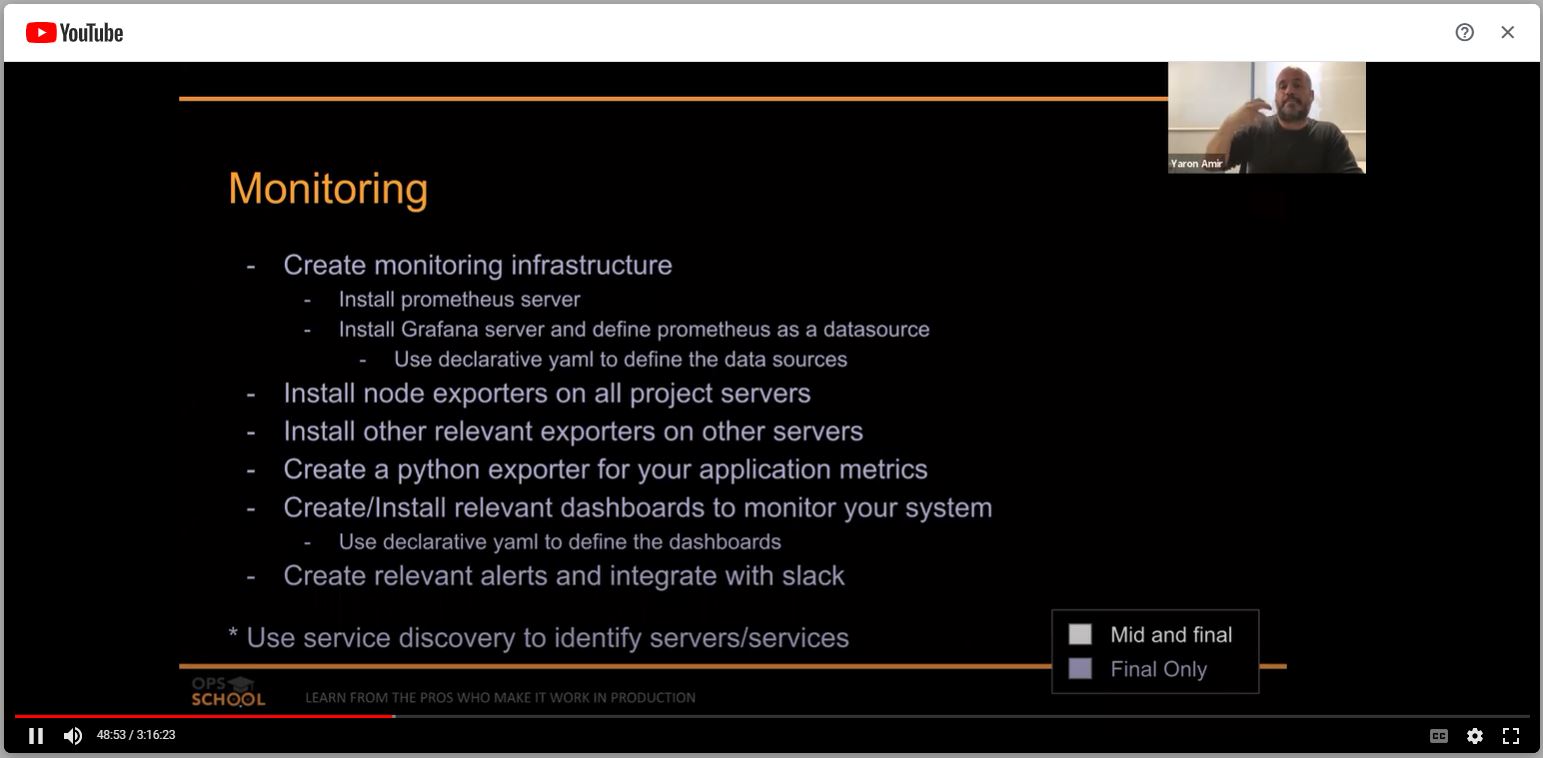 YouTube
Yaron Amir
Monitoring
- Create monitoring infrastructure
- Install prometheus server
- Install Grafana server and define prometheus as a datasource
- Use declarative yaml to define the data sources
- Install node exporters on all project servers
- Install other relevant exporters on other servers
- Create a python exporter for your application metrics
- Create/Install relevant dashboards to monitor your system
- Use declarative yaml to define the dashboards
- Create relevant alerts and integrate with slack
* Use service discovery to identify servers/services
Mid and final
Final Only
OPS
SCHOOL
LEARN FROM THE PROS WHO MAKE IT WORK IN PRODUCTION
48:53 / 3:16:23
CC